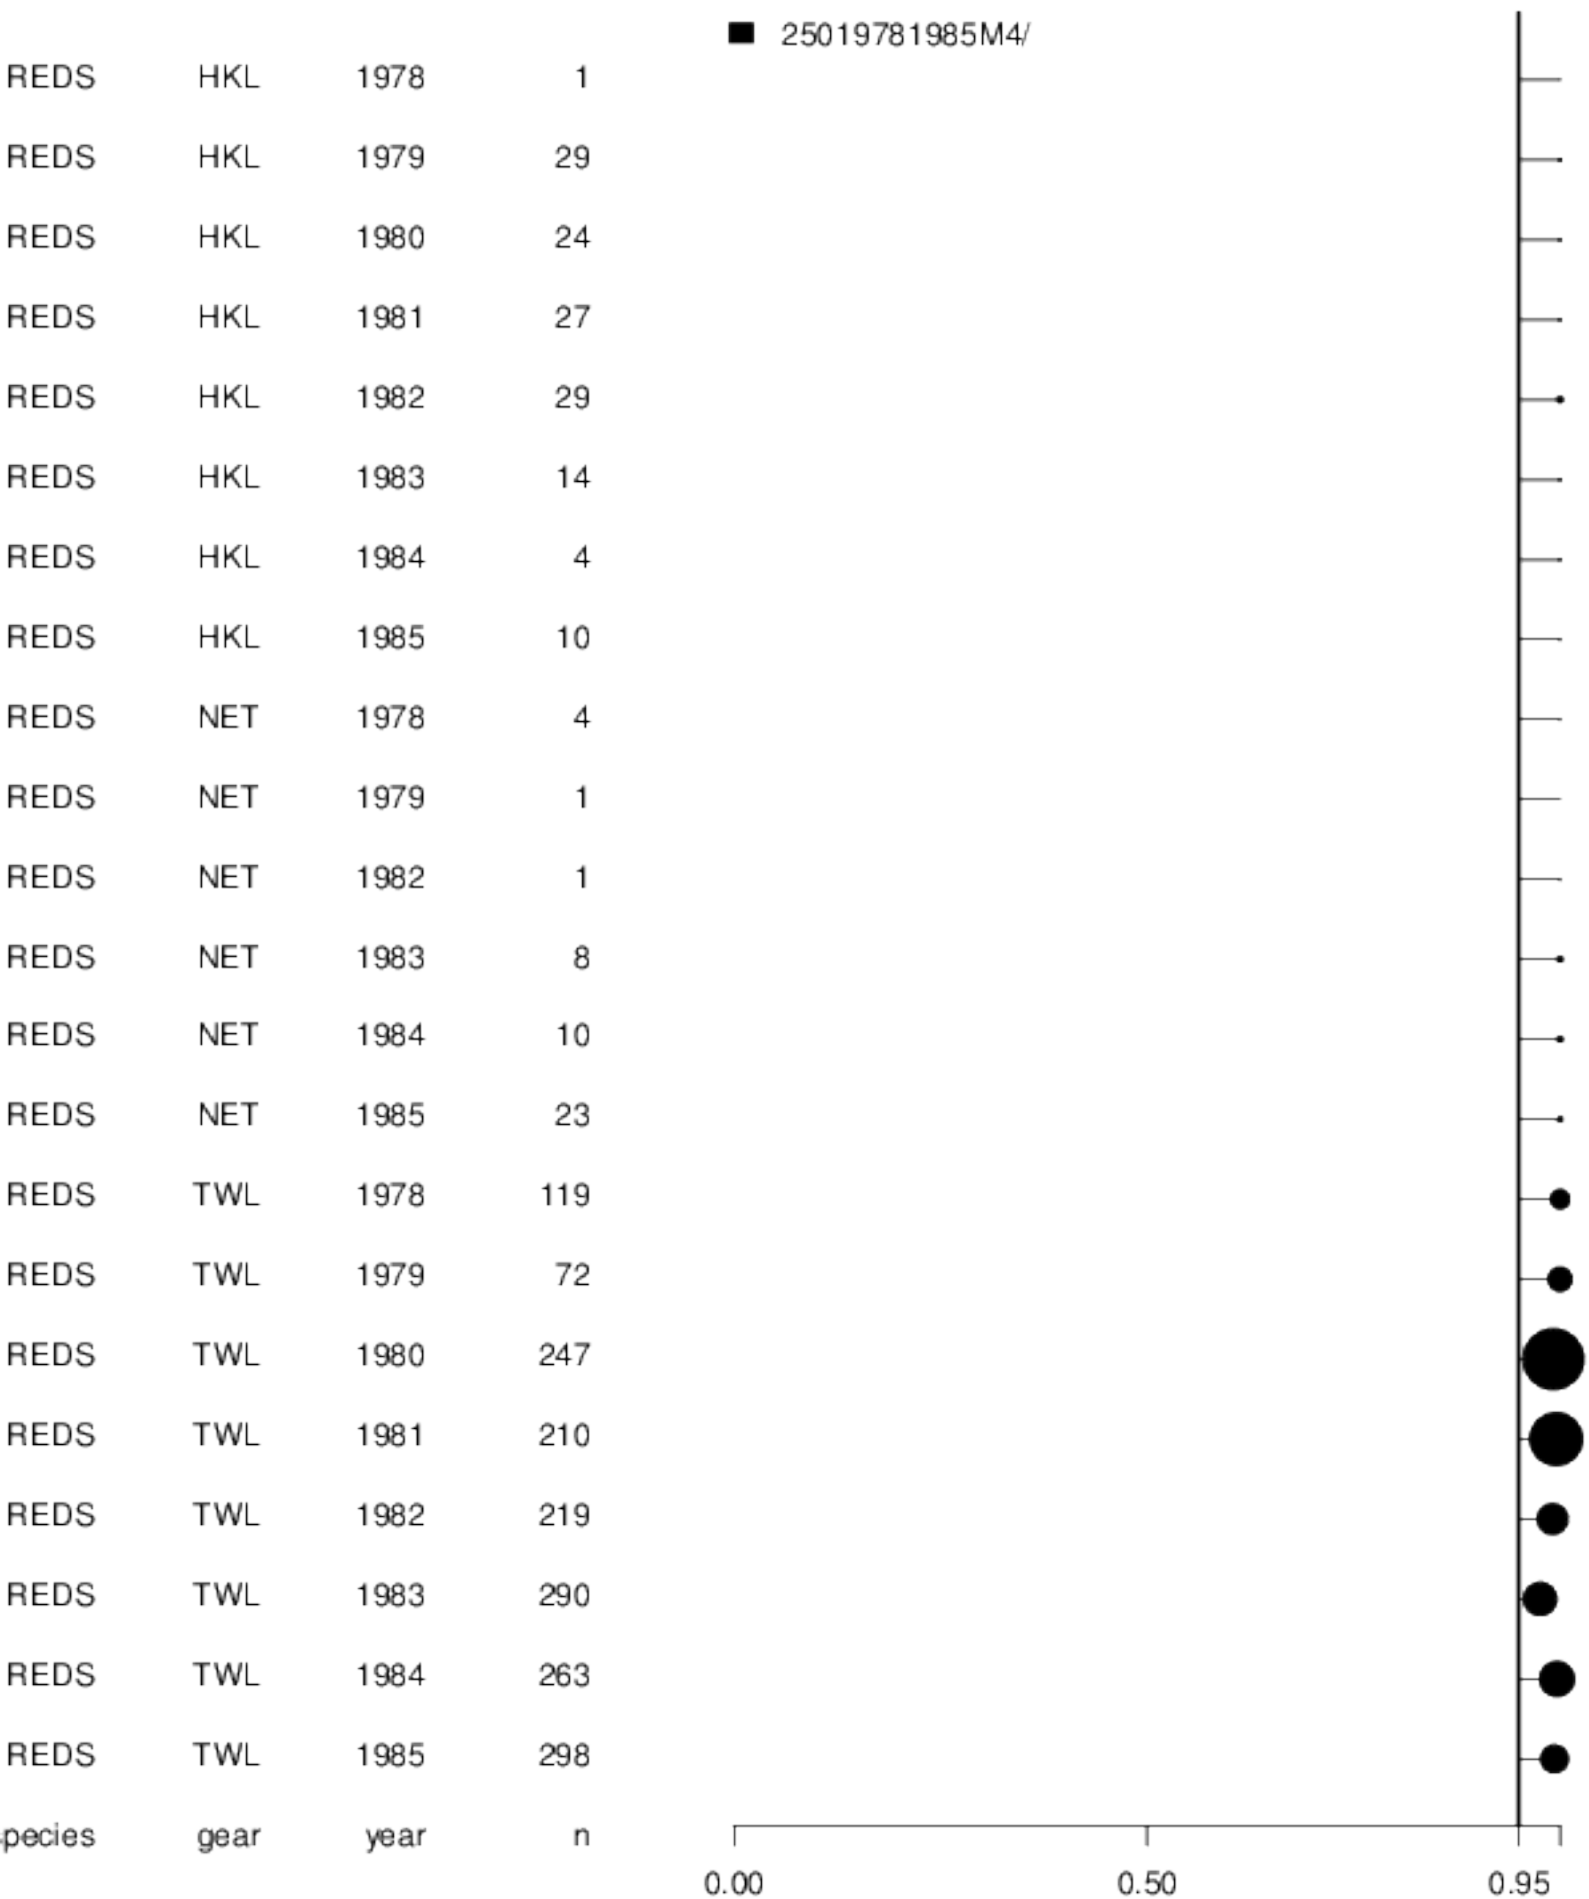 25019781985M4/
REDS HKL 1978 1
REDS HKL 1979 29
REDS HKL 1980 24
REDS HKL 1981 27
REDS HKL 1982 29
REDS HKL 1983 14
REDS HKL 1984 4
REDS HKL 1985 10
REDS NET 1978 4
REDS NET 1979 1
REDS NET 1982 1
REDS NET 1983 8
REDS NET 1984 10
REDS NET 1985 23
REDS TWL 1978 119
REDS TWL 1979 72
REDS TWL 1980 247
REDS TWL 1981 210
REDS TWL 1982 219
REDS TWL 1983 290
REDS TWL 1984 263
REDS TWL 1985 298
pecies gear year n
0.00 0.50 0.95